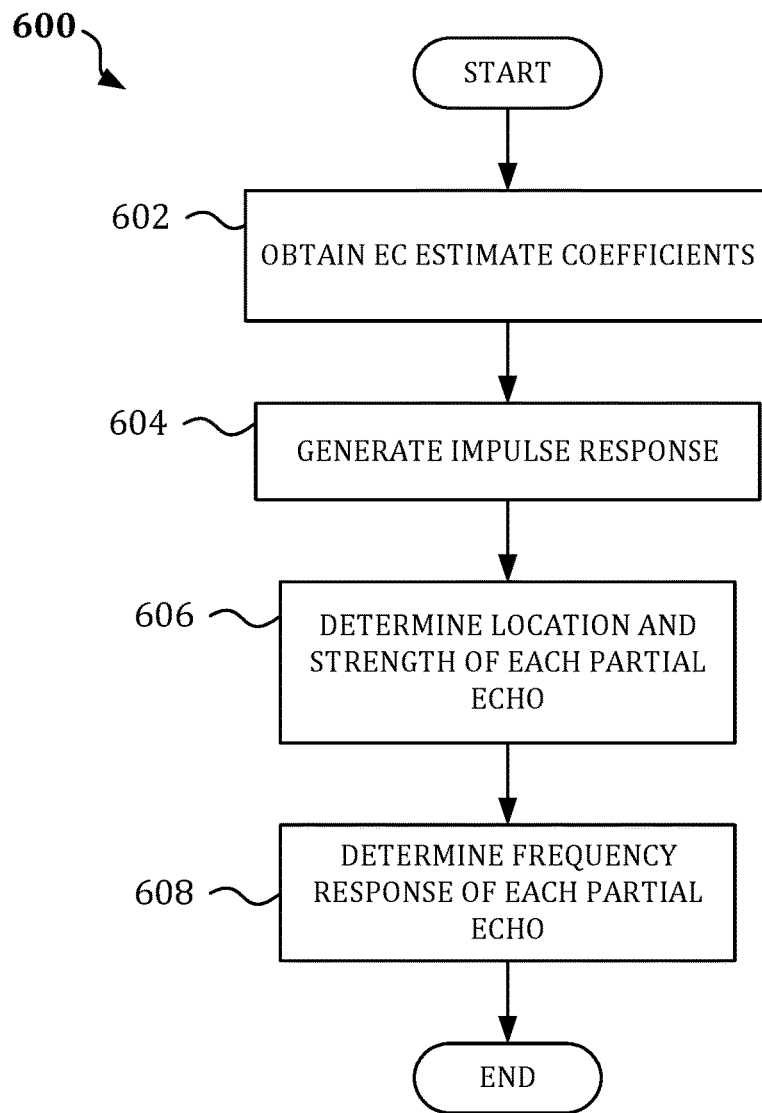 600
START
602
OBTAIN EC ESTIMATE COEFFICIENTS
604
GENERATE IMPULSE RESPONSE
606
DETERMINE LOCATION AND
STRENGTH OF EACH PARTIAL
ECHO
608
DETERMINE FREQUENCY
RESPONSE OF EACH PARTIAL
ECHO
END